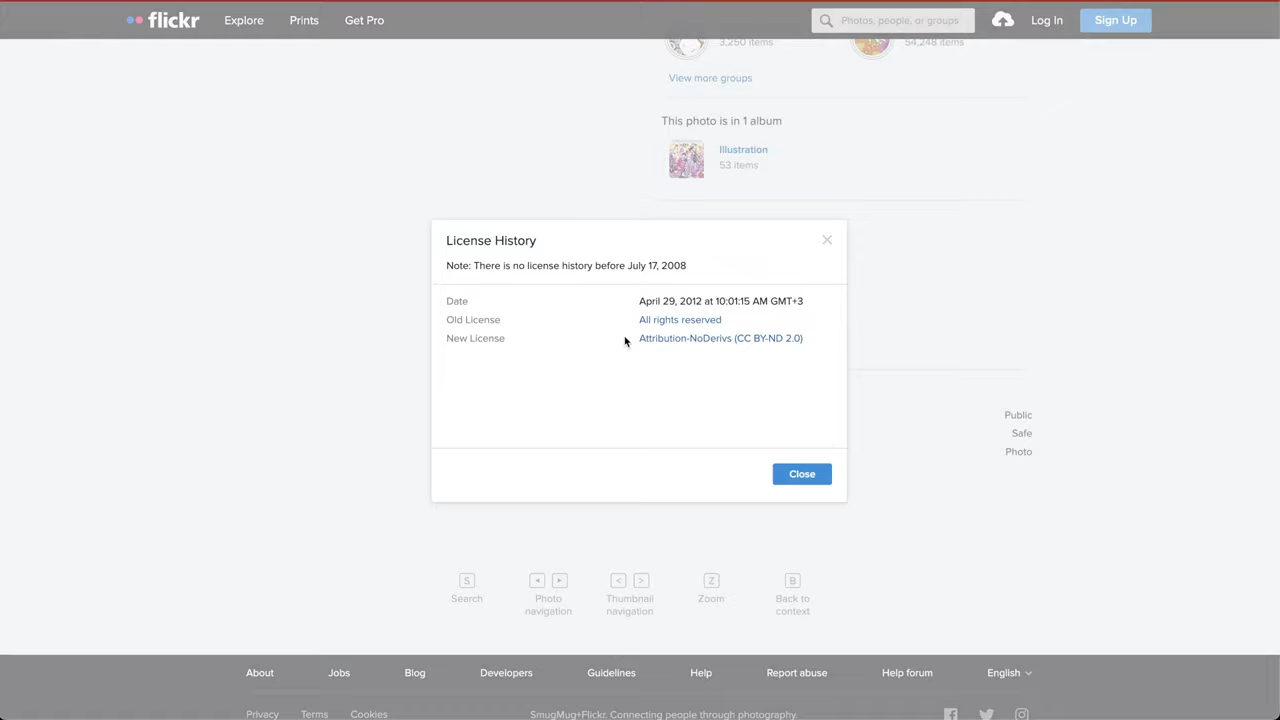 flickr Explore Prints Get Pro Photos, people, or groups Log In Sign Up
3,250 items 54,248 items
View more groups
This photo is in 1 album
Illustration
53 items
License History
Note: There is no license history before July 17, 2008
Date April 29, 2012 at 10:01:15 AM GMT+3
Old License All rights reserved
New License Attribution-NoDerivs (CC BY-ND 2.0)
Public
Safe
Photo
Close
S Z B
Search Photo navigation Thumbnail navigation Zoom Back to context
About Jobs Blog Developers Guidelines Help Report abuse Help forum English
Privacy Terms Cookies SmugMug+Flickr. Connecting people through photography.